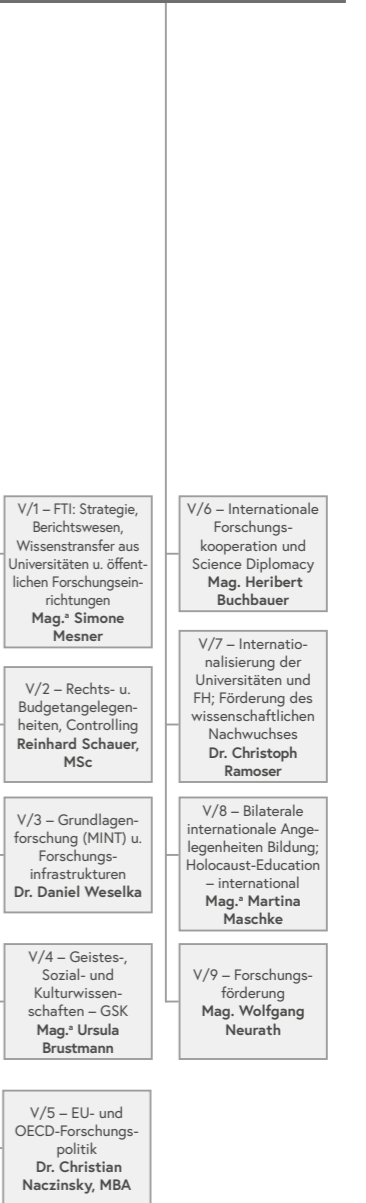 V/1 – FTI: Strategie,
Berichtswesen,
Wissenstransfer aus
Universitäten u. öffent-
lichen Forschungsein-
richtungen
Mag.ª Simone
Mesner
V/2 – Rechts- u.
Budgetangelegen-
heiten, Controlling
Reinhard Schauer,
MSc
V/3 – Grundlagen-
forschung (MINT) u.
Forschungs-
infrastrukturen
Dr. Daniel Weselka
V/4 – Geistes-,
Sozial- und
Kulturwissen-
schaften – GSK
Mag.ª Ursula
Brustmann
V/5 – EU- und
OECD-Forschungs-
politik
Dr. Christian
Naczinsky, MBA
V/6 – Internationale
Forschungs-
kooperation und
Science Diplomacy
Mag. Heribert
Buchbauer
V/7 – Internatio-
nalisierung der
Universitäten und
FH; Förderung des
wissenschaftlichen
Nachwuchses
Dr. Christoph
Ramoser
V/8 – Bilaterale
internationale Ange-
legenheiten Bildung;
Holocaust-Education
– international
Mag.ª Martina
Maschke
V/9 – Forschungs-
förderung
Mag. Wolfgang
Neurath